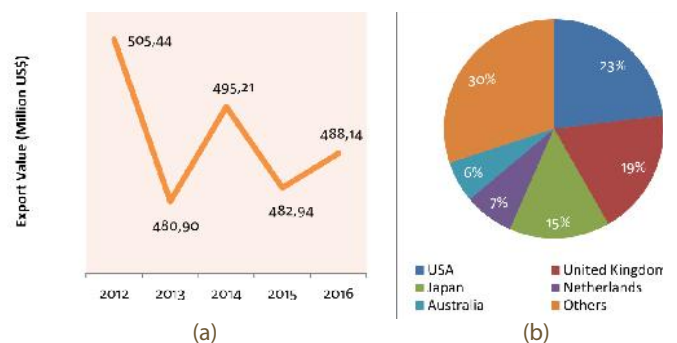 Export Value (Million US$)
505,44
495,21
488,14
480,90
482,94
2012 2013 2014 2015 2016
(a)
30%
23%
19%
6%
7%
15%
USA
United Kingdom
Japan
Netherlands
Australia
Others
(b)